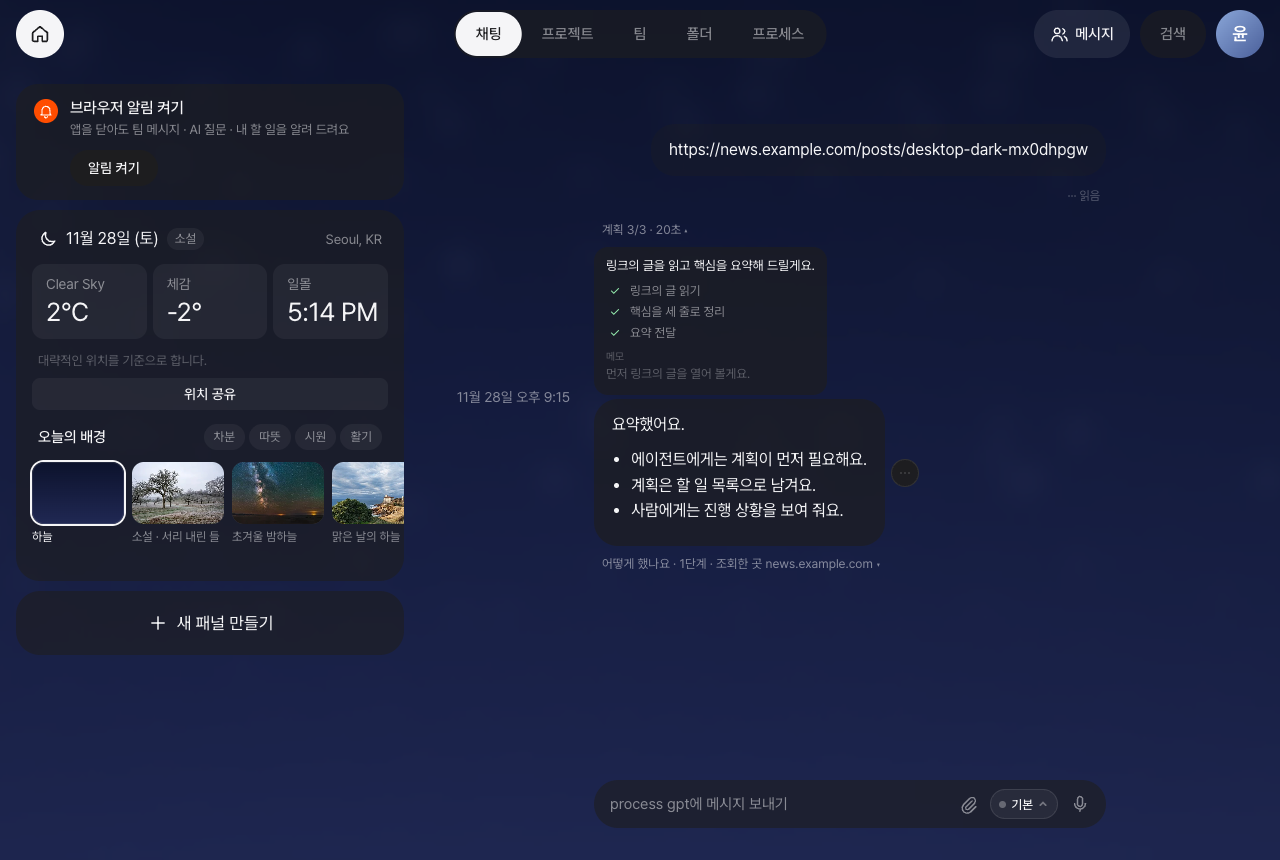 채팅
프로젝트
팀
폴더
프로세스
메시지
검색
윤
브라우저 알림 켜기
앱을 닫아도 팀 메시지 · AI 질문 · 내 할 일을 알려 드려요
알림 켜기
11월 28일 (토)
소설
Seoul, KR
Clear Sky
2°C
체감
-2°
일몰
5:14 PM
대략적인 위치를 기준으로 합니다.
위치 공유
오늘의 배경
차분
따뜻
시원
활기
하늘
소설 · 서리 내린 들
초겨울 밤하늘
맑은 날의 하늘
새 패널 만들기
https://news.example.com/posts/desktop-dark-mx0dhpgw
··· 읽음
계획 3/3 · 20초
링크의 글을 읽고 핵심을 요약해 드릴게요.
링크의 글 읽기
핵심을 세 줄로 정리
요약 전달
메모
먼저 링크의 글을 열어 볼게요.
11월 28일 오후 9:15
요약했어요.
• 에이전트에게는 계획이 먼저 필요해요.
• 계획은 할 일 목록으로 남겨요.
• 사람에게는 진행 상황을 보여 줘요.
어떻게 했나요 · 1단계 · 조회한 곳 news.example.com
process gpt에 메시지 보내기
기본